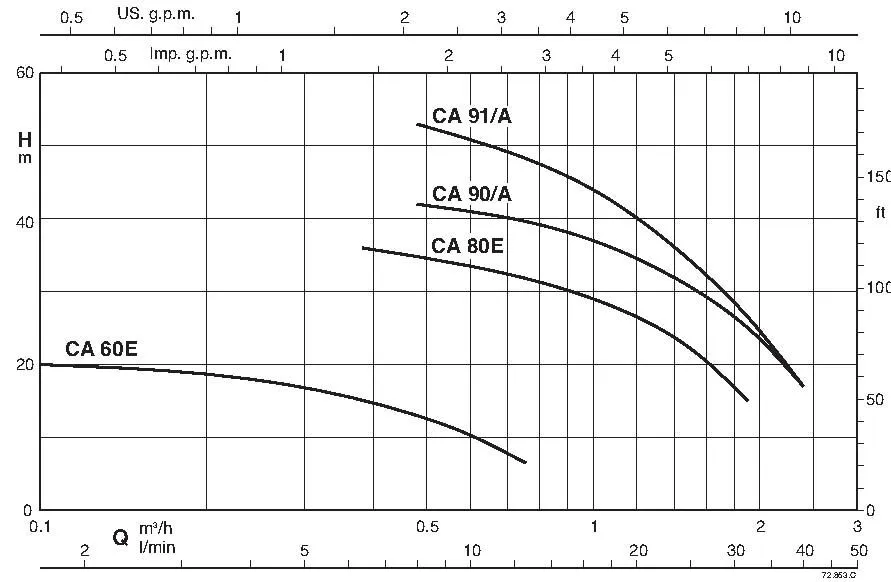 0.5 US. g.p.m. 1 2 3 4 5 10
0.5 Imp. g.p.m. 1 2 3 4 5 10
60
H
m
CA 91/A
150
CA 90/A
ft
40
CA 80E
100
CA 60E
20
50
0 0
0.1 Q m³/h 0.5 1 2 3
l/min
2 5 10 20 30 40 50
72.853.C